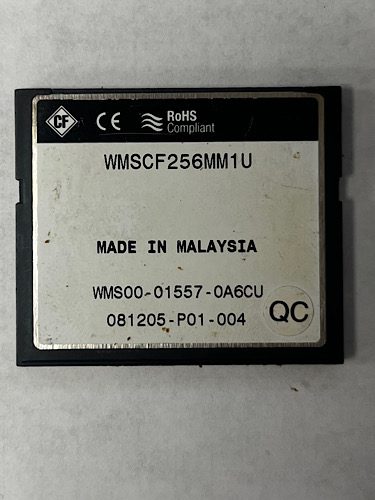 CF CE RoHS
Compliant
WMSCF256MM1U
MADE IN MALAYSIA
WMS00-01557-0A6CU
081205-P01-004
QC